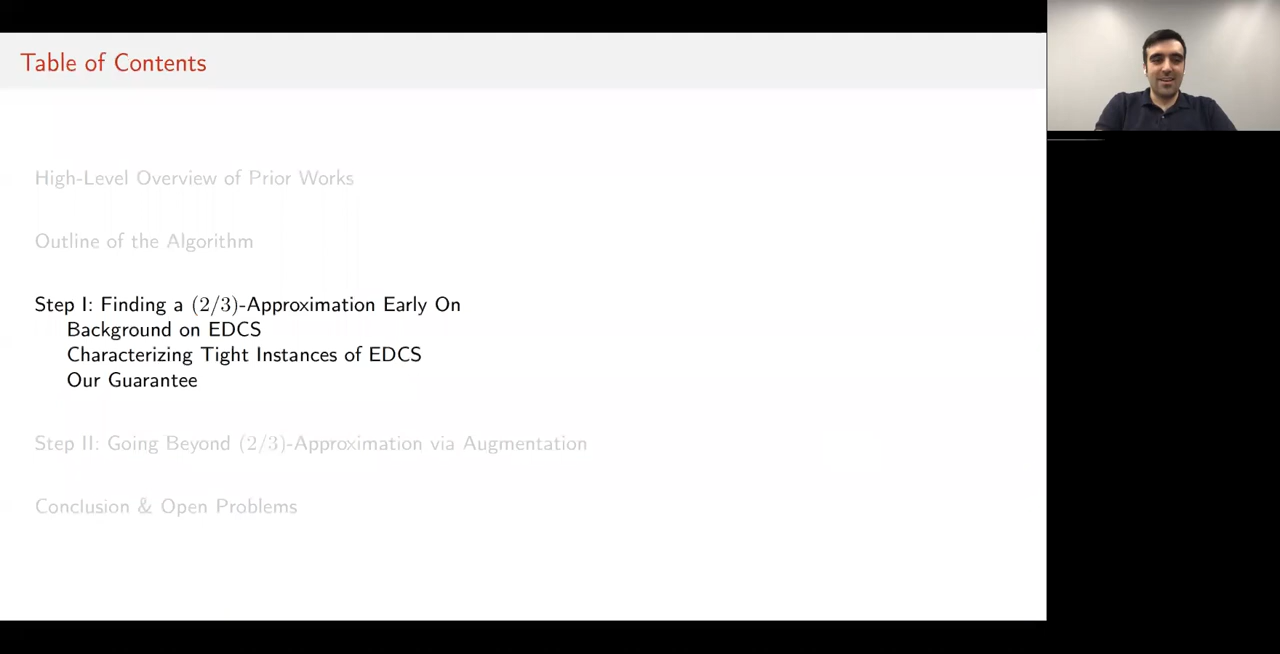 Table of Contents
High-Level Overview of Prior Works
Outline of the Algorithm
Step I: Finding a (2/3)-Approximation Early On
Background on EDCS
Characterizing Tight Instances of EDCS
Our Guarantee
Step II: Going Beyond (2/3)-Approximation via Augmentation
Conclusion & Open Problems